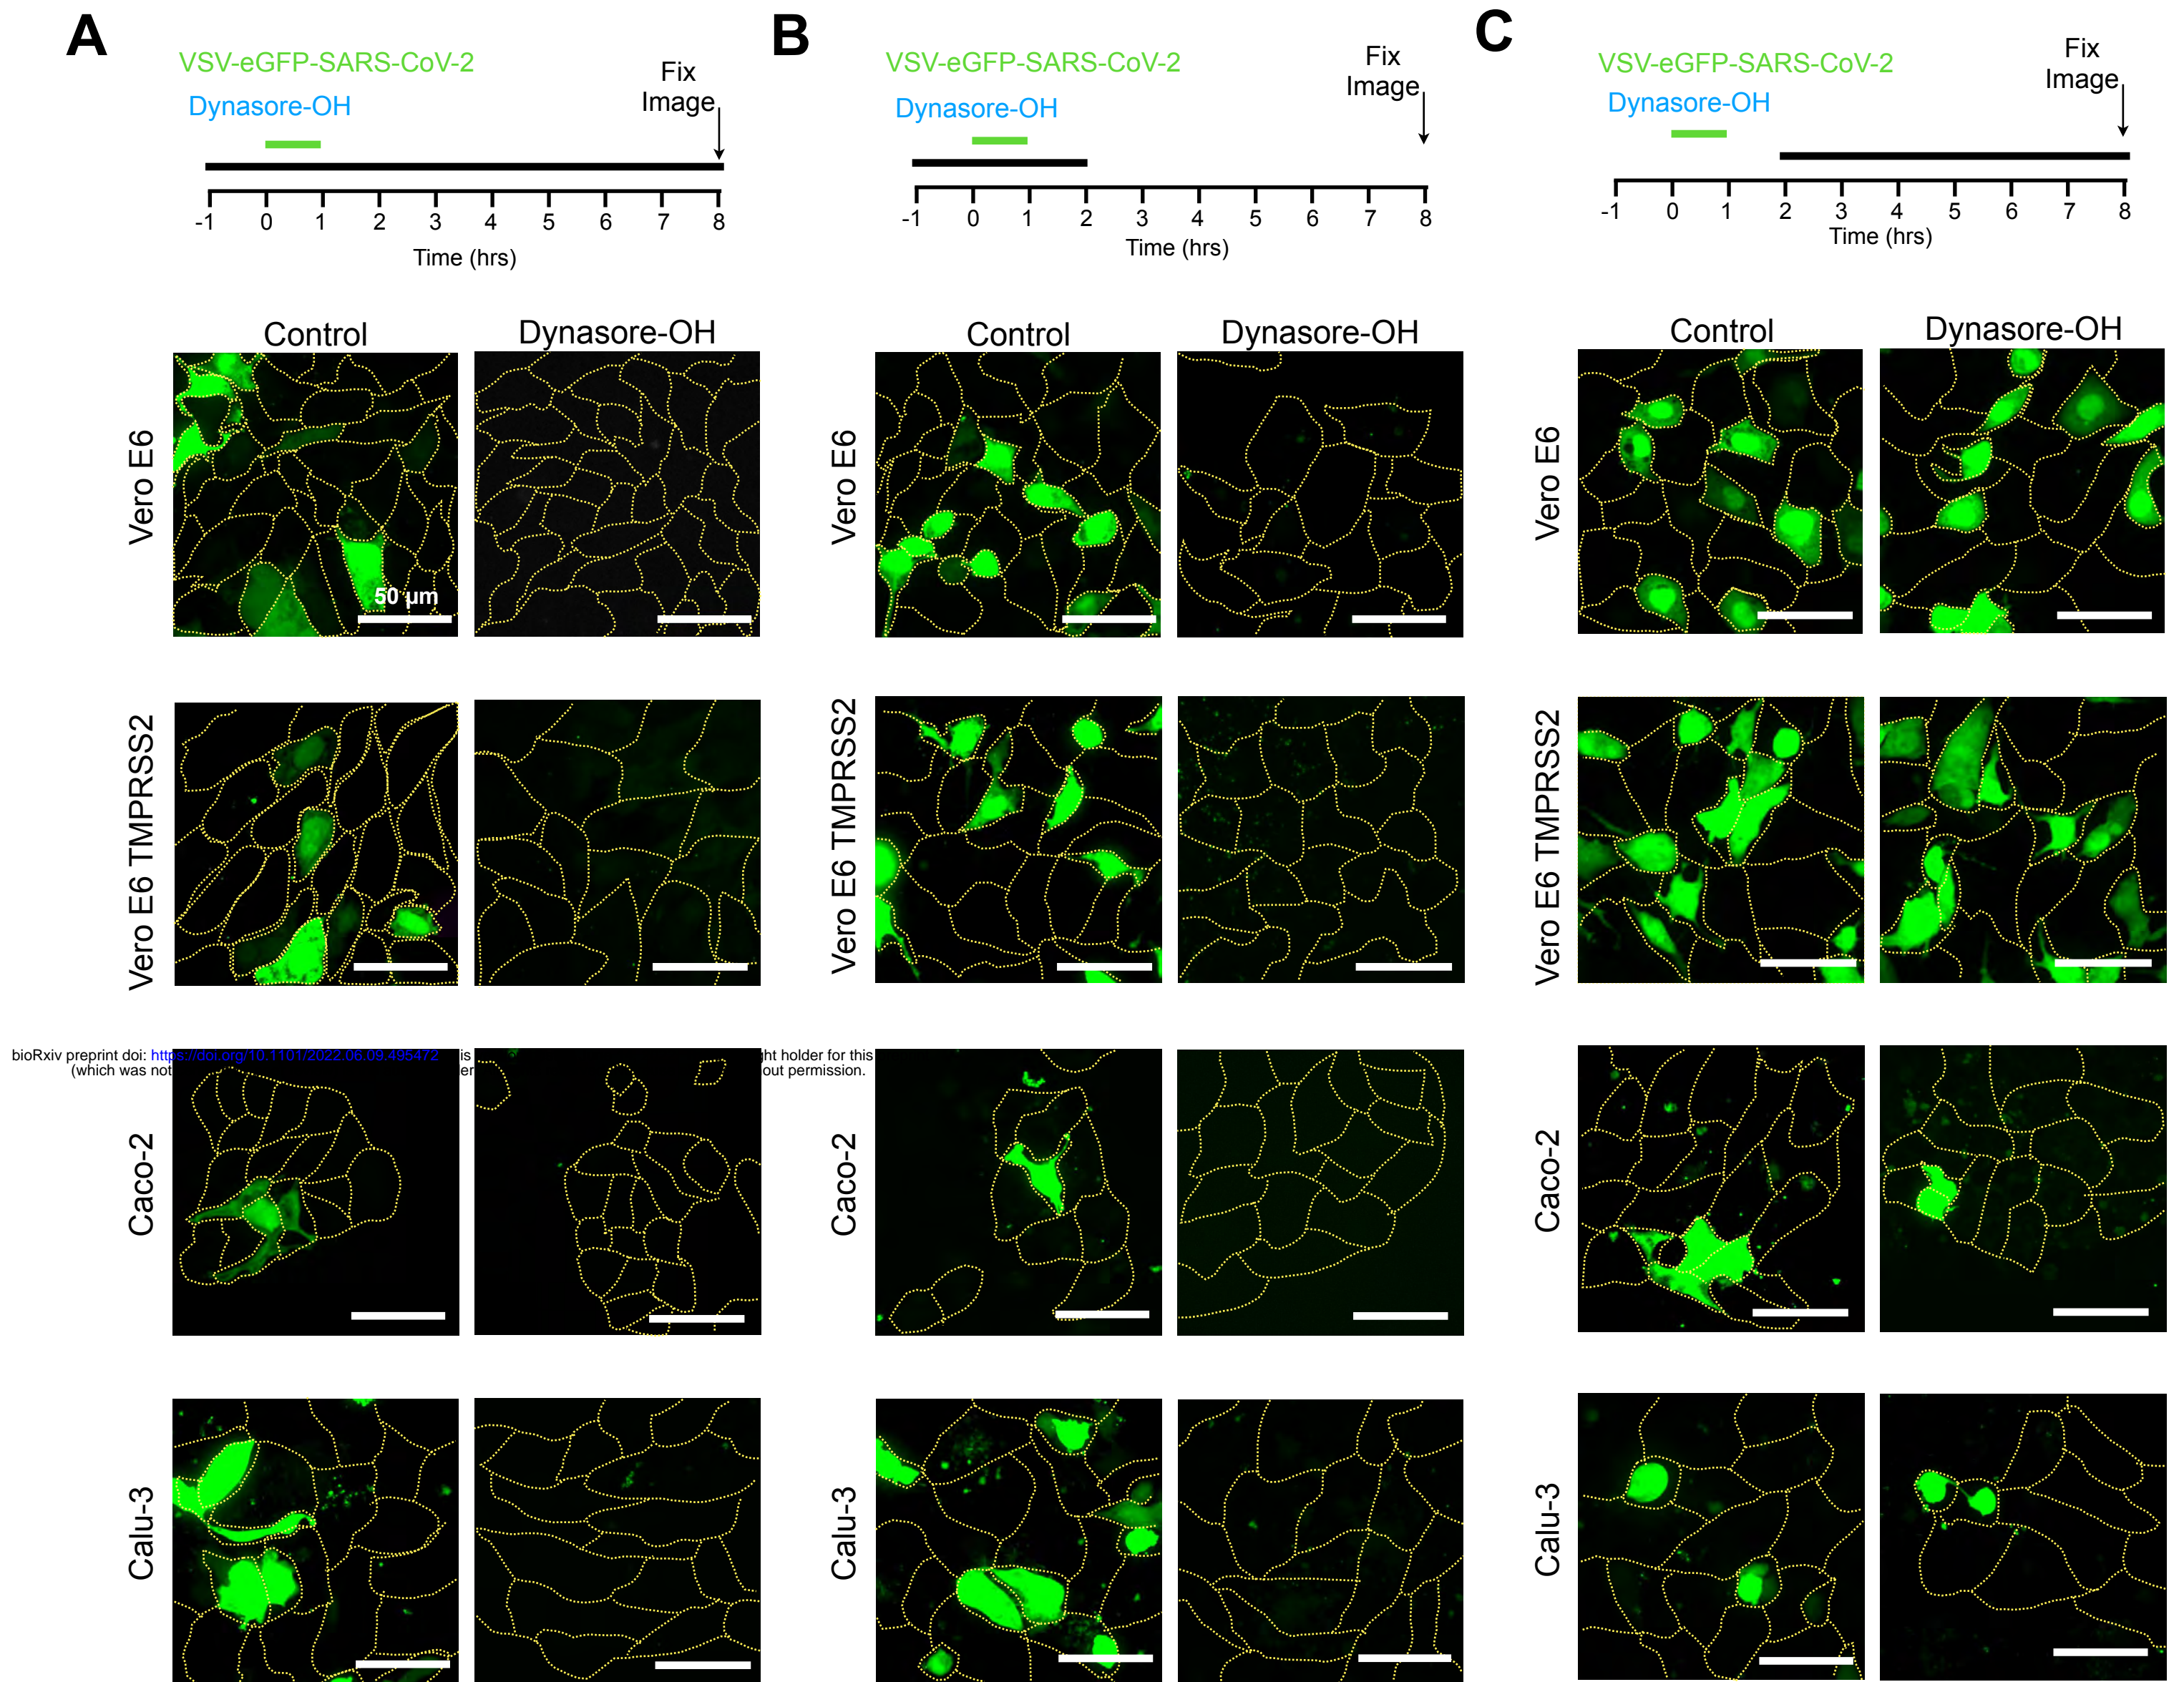 A
VSV-eGFP-SARS-CoV-2
Dynasore-OH
Fix
Image
-1 0 1 2 3 4 5 6 7 8
Time (hrs)
Control Dynasore-OH
Vero E6
50 µm
Vero E6 TMPRSS2
Caco-2
Calu-3
B
VSV-eGFP-SARS-CoV-2
Dynasore-OH
Fix
Image
-1 0 1 2 3 4 5 6 7 8
Time (hrs)
Control Dynasore-OH
Vero E6
Vero E6 TMPRSS2
Caco-2
Calu-3
C
VSV-eGFP-SARS-CoV-2
Dynasore-OH
Fix
Image
-1 0 1 2 3 4 5 6 7 8
Time (hrs)
Control Dynasore-OH
Vero E6
Vero E6 TMPRSS2
Caco-2
Calu-3
bioRxiv preprint doi: https://doi.org/10.1101/2022.06.09.495472 holder for this
(which was not out permission.